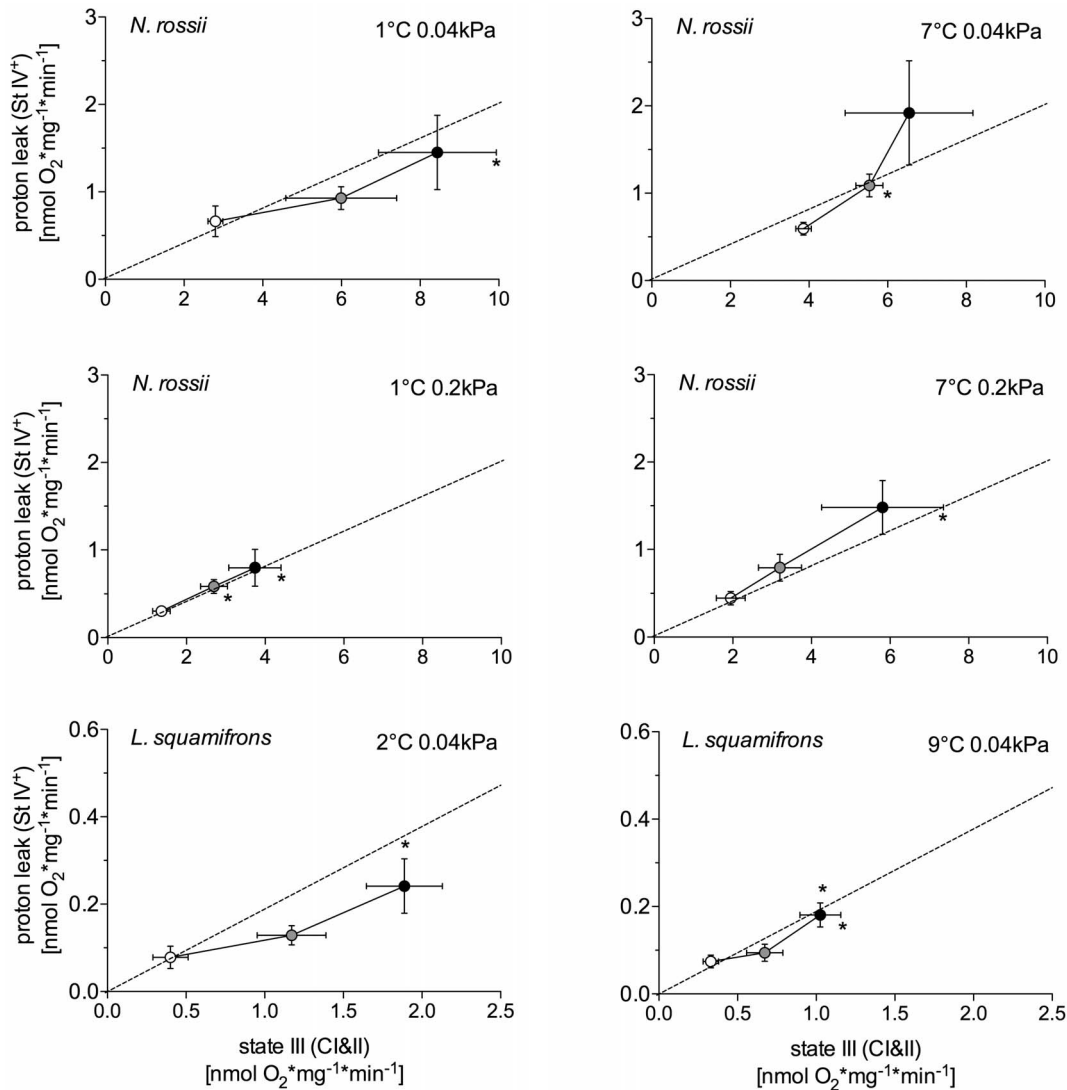 N. rossii
1°C 0.04kPa
proton leak (St IV⁺)
[nmol O₂*mg⁻¹*min⁻¹]
3
2
1
0
0 2 4 6 8 10
*
N. rossii
7°C 0.04kPa
3
2
1
0
0 2 4 6 8 10
*
N. rossii
1°C 0.2kPa
proton leak (St IV⁺)
[nmol O₂*mg⁻¹*min⁻¹]
3
2
1
0
0 2 4 6 8 10
* *
N. rossii
7°C 0.2kPa
3
2
1
0
0 2 4 6 8 10
*
L. squamifrons
2°C 0.04kPa
proton leak (St IV⁺)
[nmol O₂*mg⁻¹*min⁻¹]
0.6
0.4
0.2
0.0
0.0 0.5 1.0 1.5 2.0 2.5
*
state III (CI&II)
[nmol O₂*mg⁻¹*min⁻¹]
L. squamifrons
9°C 0.04kPa
0.6
0.4
0.2
0.0
0.0 0.5 1.0 1.5 2.0 2.5
*
*
state III (CI&II)
[nmol O₂*mg⁻¹*min⁻¹]